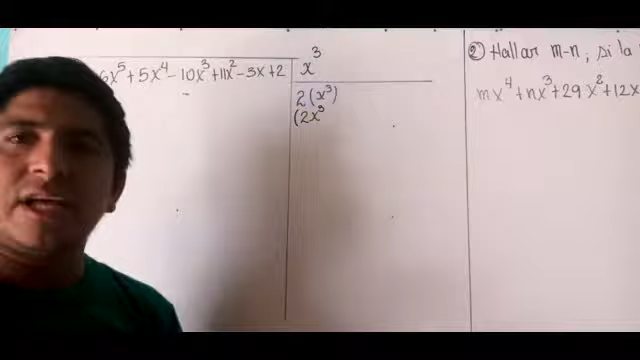 6x⁵+5x⁴-10x³+11x²-5x+2
x³
2(x³)
(2x³
② Hallar m-n; si la
mx⁴+nx³+29x²+12x